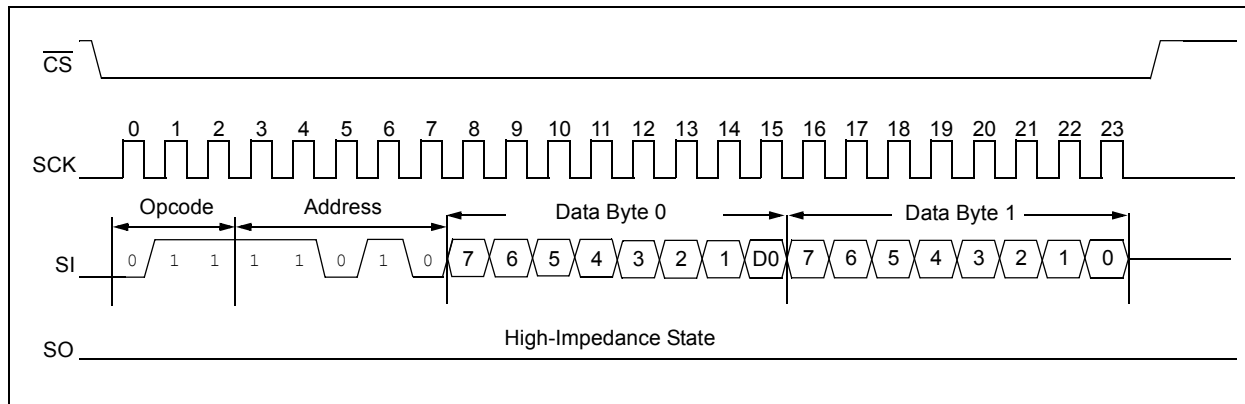 CS
0 1 2 3 4 5 6 7 8 9 10 11 12 13 14 15 16 17 18 19 20 21 22 23
SCK
Opcode Address Data Byte 0 Data Byte 1
SI 0 1 1 1 1 0 1 0 7 6 5 4 3 2 1 D0 7 6 5 4 3 2 1 0
High-Impedance State
SO